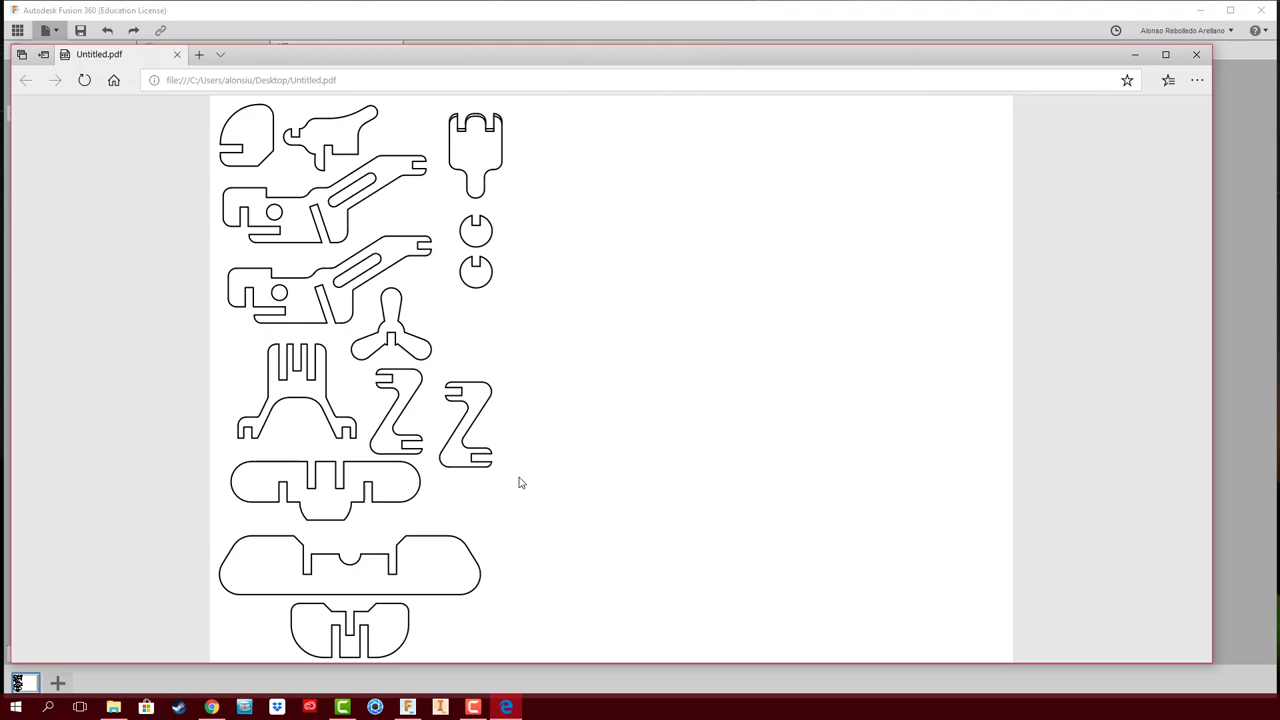 Autodesk Fusion 360 (Education License)
Alonso Rebolledo Arellano
Untitled.pdf
file:///C:/Users/alonsiu/Desktop/Untitled.pdf